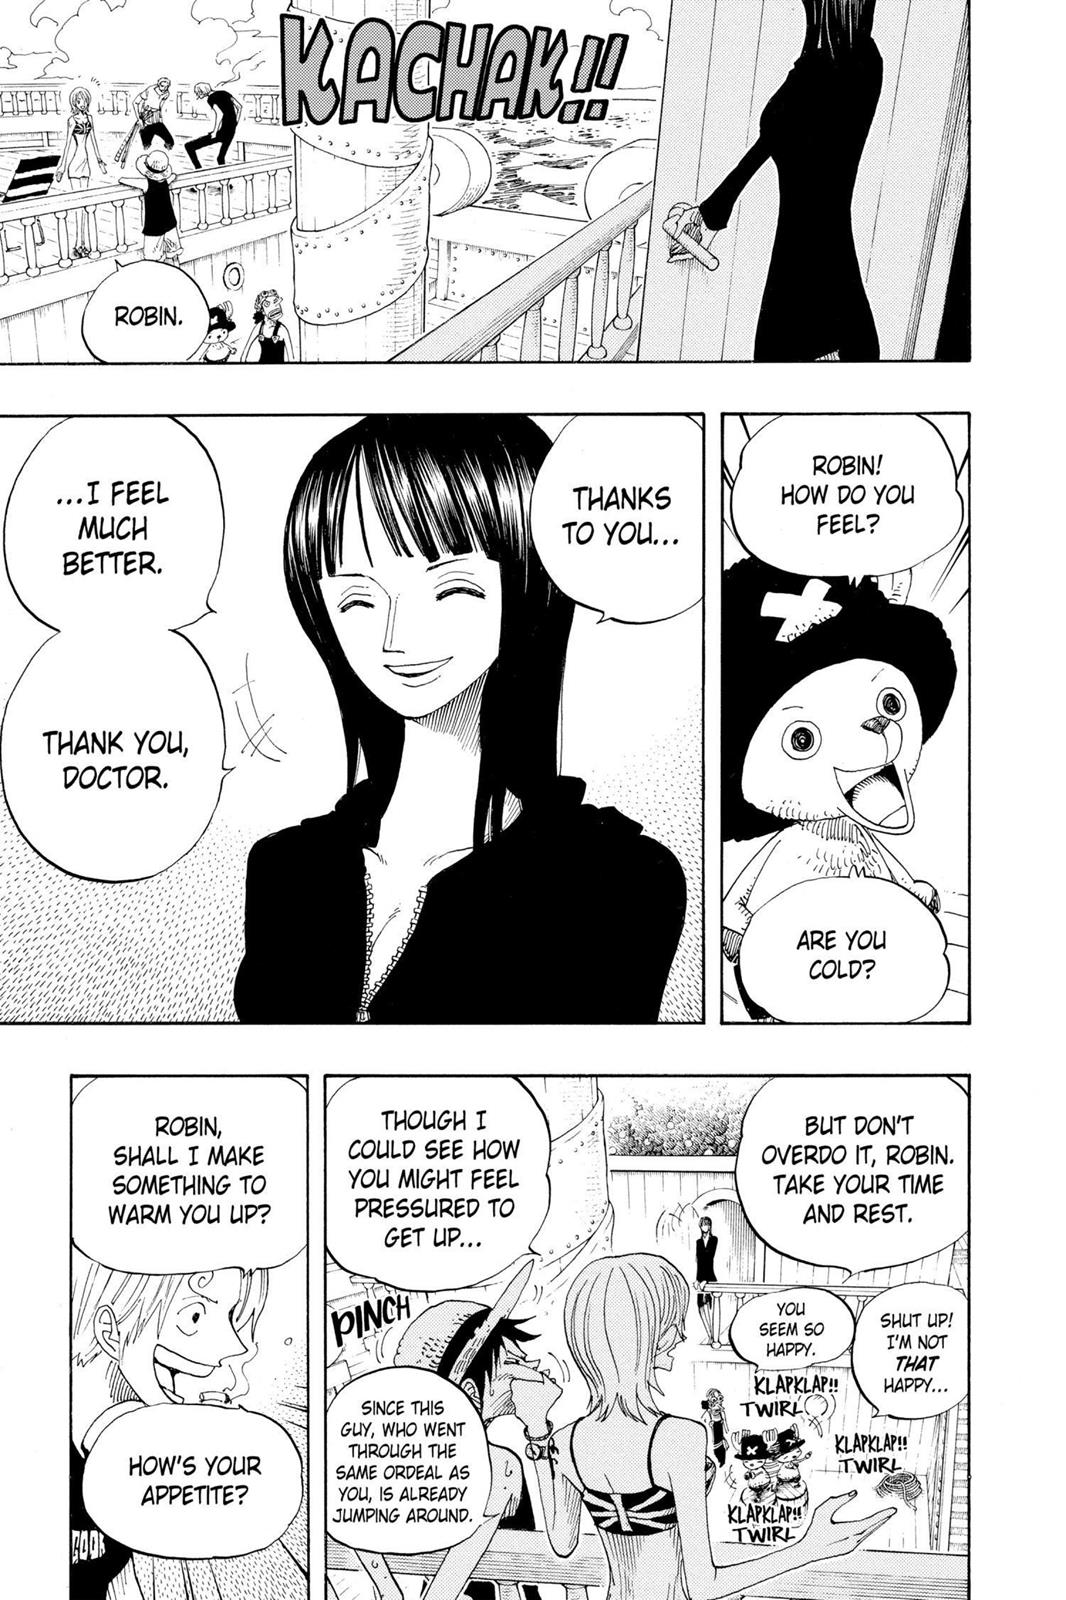 KACHAK!!
ROBIN.
ROBIN!
HOW DO YOU
FEEL?
ARE YOU
COLD?
THANKS
TO YOU...
...I FEEL
MUCH
BETTER.
THANK YOU,
DOCTOR.
BUT DON'T
OVERDO IT, ROBIN.
TAKE YOUR TIME
AND REST.
SHUT UP!
I'M NOT
THAT
HAPPY...
YOU
SEEM SO
HAPPY.
KLAPKLAP!!
TWIRL
KLAPKLAP!!
TWIRL
KLAPKLAP!!
TWIRL
THOUGH I
COULD SEE HOW
YOU MIGHT FEEL
PRESSURED TO
GET UP...
PINCH
SINCE THIS
GUY, WHO WENT
THROUGH THE
SAME ORDEAL AS
YOU, IS ALREADY
JUMPING AROUND.
ROBIN,
SHALL I MAKE
SOMETHING TO
WARM YOU UP?
HOW'S YOUR
APPETITE?